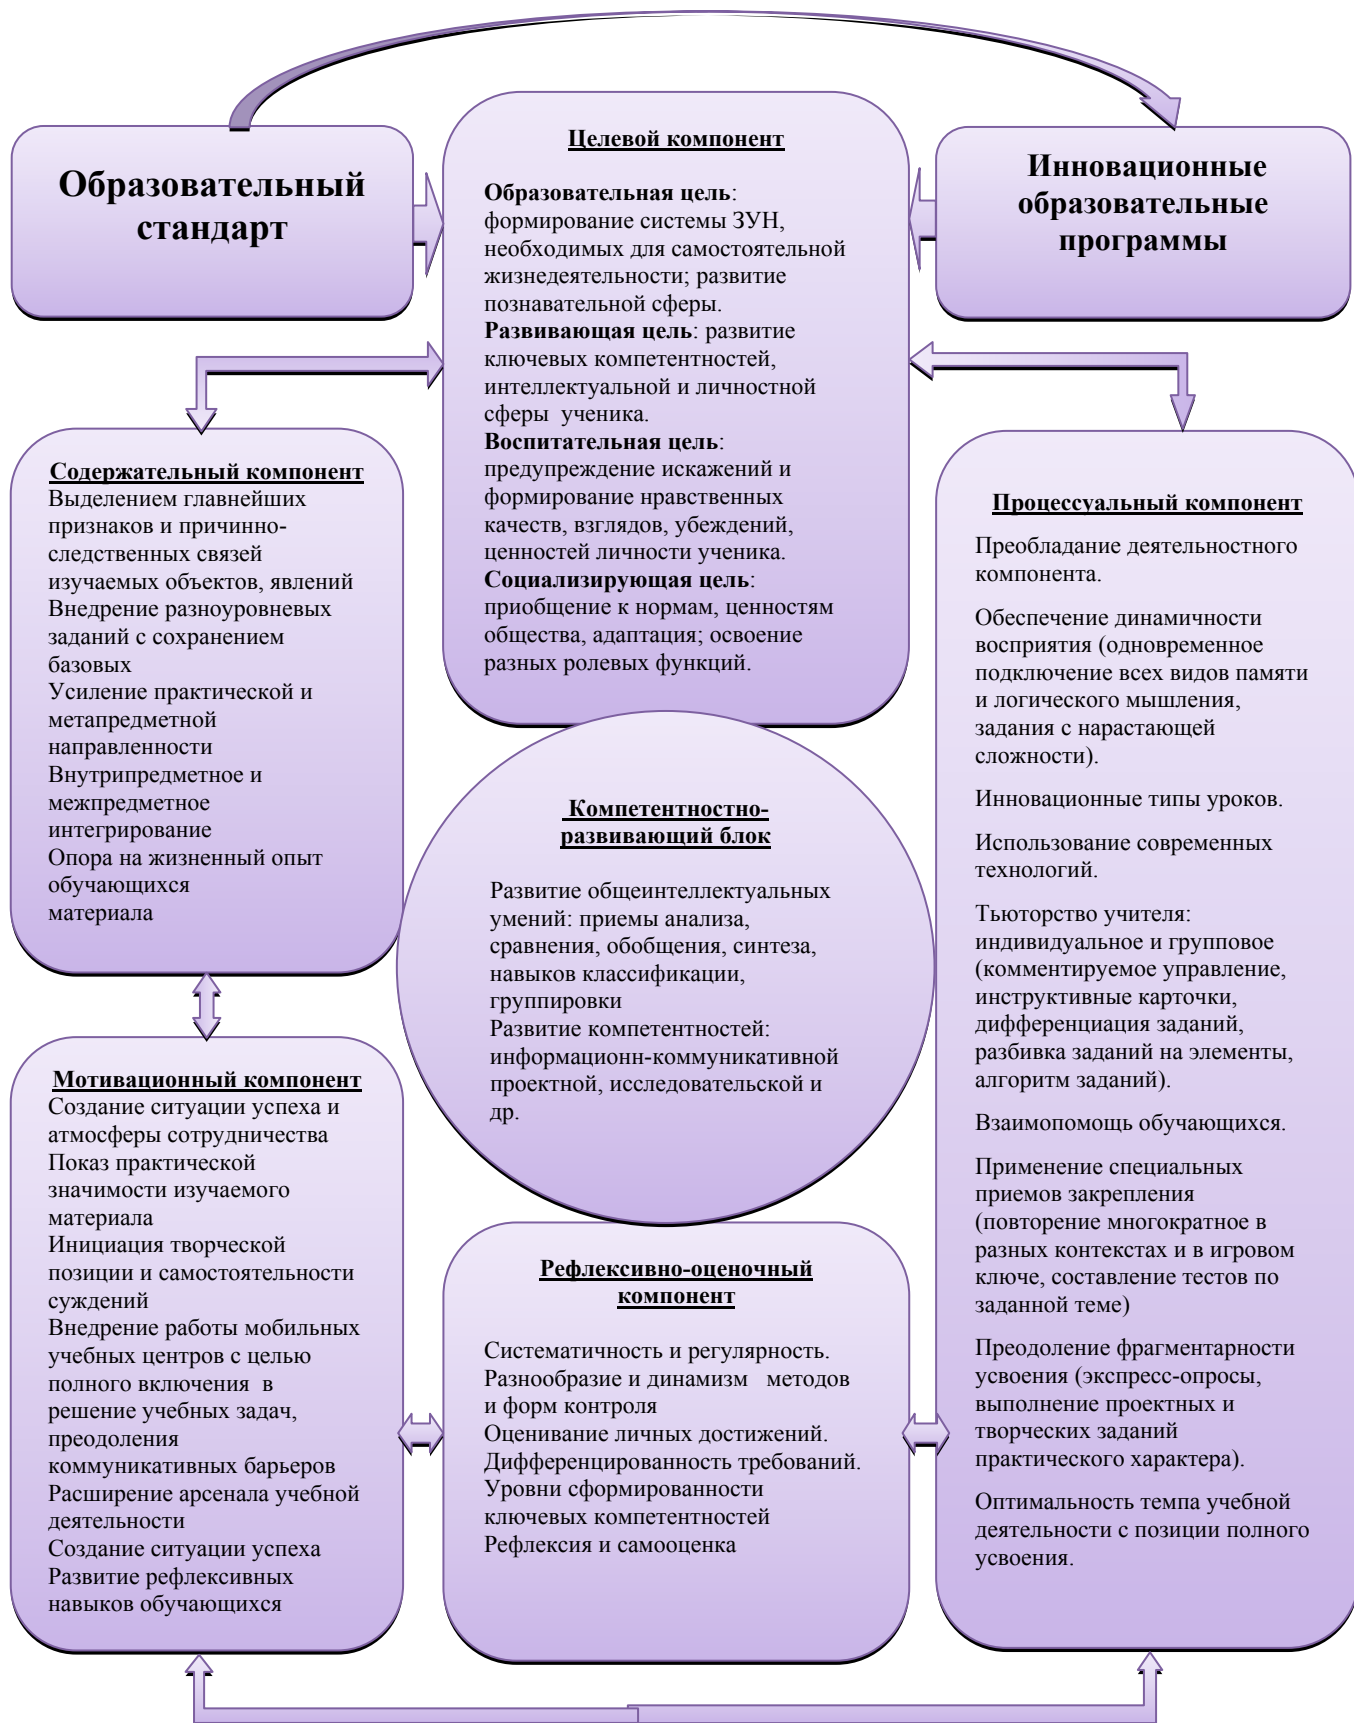 Образовательный
стандарт
Целевой компонент
Образовательная цель:
формирование системы ЗУН,
необходимых для самостоятельной
жизнедеятельности; развитие
познавательной сферы.
Развивающая цель: развитие
ключевых компетентностей,
интеллектуальной и личностной
сферы ученика.
Воспитательная цель:
предупреждение искажений и
формирование нравственных
качеств, взглядов, убеждений,
ценностей личности ученика.
Социализирующая цель:
приобщение к нормам, ценностям
общества, адаптация; освоение
разных ролевых функций.
Инновационные
образовательные
программы
Содержательный компонент
Выделением главнейших
признаков и причинно-
следственных связей
изучаемых объектов, явлений
Внедрение разноуровневых
заданий с сохранением
базовых
Усиление практической и
метапредметной
направленности
Внутрипредметное и
межпредметное
интегрирование
Опора на жизненный опыт
обучающихся
материала
Компетентностно-
развивающий блок
Развитие общеинтеллектуальных
умений: приемы анализа,
сравнения, обобщения, синтеза,
навыков классификации,
группировки
Развитие компетентностей:
информационн-коммуникативной
проектной, исследовательской и
др.
Процессуальный компонент
Преобладание деятельностного
компонента.
Обеспечение динамичности
восприятия (одновременное
подключение всех видов памяти
и логического мышления,
задания с нарастающей
сложности).
Инновационные типы уроков.
Использование современных
технологий.
Тьюторство учителя:
индивидуальное и групповое
(комментируемое управление,
инструктивные карточки,
дифференциация заданий,
разбивка заданий на элементы,
алгоритм заданий).
Взаимопомощь обучающихся.
Применение специальных
приемов закрепления
(повторение многократное в
разных контекстах и в игровом
ключе, составление тестов по
заданной теме)
Преодоление фрагментарности
усвоения (экспресс-опросы,
выполнение проектных и
творческих заданий
практического характера).
Оптимальность темпа учебной
деятельности с позиции полного
усвоения.
Мотивационный компонент
Создание ситуации успеха и
атмосферы сотрудничества
Показ практической
значимости изучаемого
материала
Инициация творческой
позиции и самостоятельности
суждений
Внедрение работы мобильных
учебных центров с целью
полного включения в
решение учебных задач,
преодоления
коммуникативных барьеров
Расширение арсенала учебной
деятельности
Создание ситуации успеха
Развитие рефлексивных
навыков обучающихся
Рефлексивно-оценочный
компонент
Систематичность и регулярность.
Разнообразие и динамизм методов
и форм контроля
Оценивание личных достижений.
Дифференцированность требований.
Уровни сформированности
ключевых компетентностей
Рефлексия и самооценка